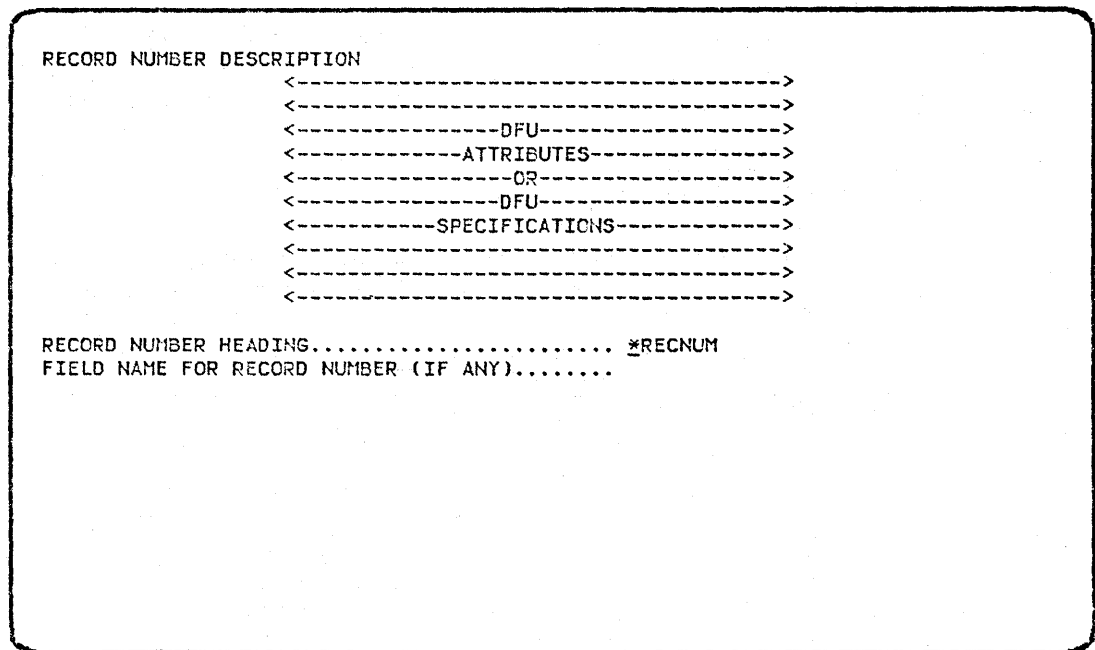 RECORD NUMBER DESCRIPTION
<-------------------------------------->
<-------------------------------------->
<----------------DFU------------------->
<-------------ATTRIBUTES--------------->
<-----------------OR------------------->
<----------------DFU------------------->
<-----------SPECIFICATIONS------------->
<-------------------------------------->
<-------------------------------------->
<-------------------------------------->
RECORD NUMBER HEADING........................ *RECNUM
FIELD NAME FOR RECORD NUMBER (IF ANY)........